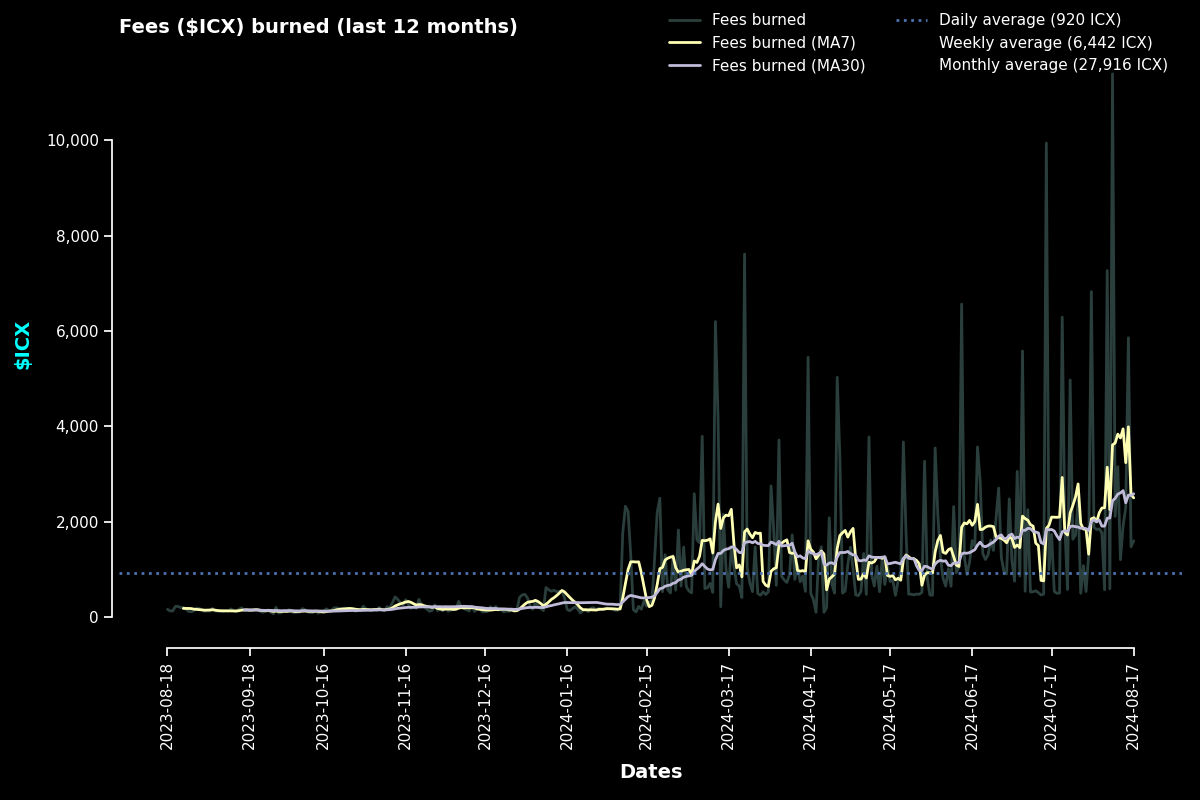 Fees ($ICX) burned (last 12 months)
Fees burned
Fees burned (MA7)
Fees burned (MA30)
Daily average (920 ICX)
Weekly average (6,442 ICX)
Monthly average (27,916 ICX)
10,000
8,000
6,000
4,000
2,000
0
$ICX
2023-08-18
2023-09-18
2023-10-16
2023-11-16
2023-12-16
2024-01-16
2024-02-15
2024-03-17
2024-04-17
2024-05-17
2024-06-17
2024-07-17
2024-08-17
Dates